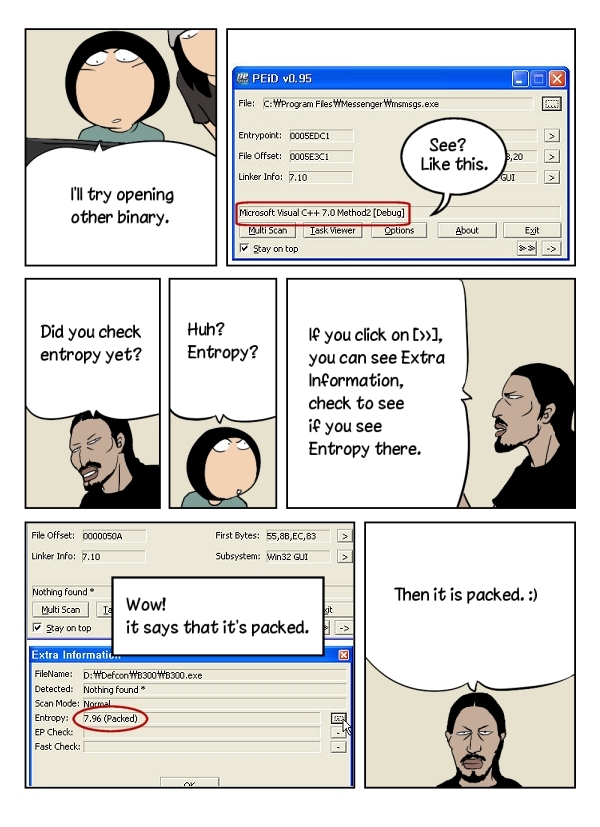 I'll try opening
other binary.
PEiD v0.95
File: C:₩Program Files₩Messenger₩msmsgs.exe
Entrypoint: 0005EDC1 >
File Offset: 0005E3C1 8,20 >
Linker Info: 7.10 GUI >
See?
Like this.
Microsoft Visual C++ 7.0 Method2 [Debug]
Multi Scan Task Viewer Options About Exit
Stay on top >> ->
Did you check
entropy yet?
Huh?
Entropy?
If you click on [>>],
you can see Extra
Information,
check to see
if you see
Entropy there.
File Offset: 0000050A First Bytes: 55,8B,EC,83 >
Linker Info: 7.10 Subsystem: Win32 GUI >
Nothing found *
Multi Scan
Stay on top ->
Wow!
it says that it's packed.
Extra Information
FileName: D:₩Defcon₩B300₩B300.exe
Detected: Nothing found *
Scan Mode: Normal
Entropy: 7.96 (Packed)
EP Check: -
Fast Check: -
OK
Then it is packed. :)